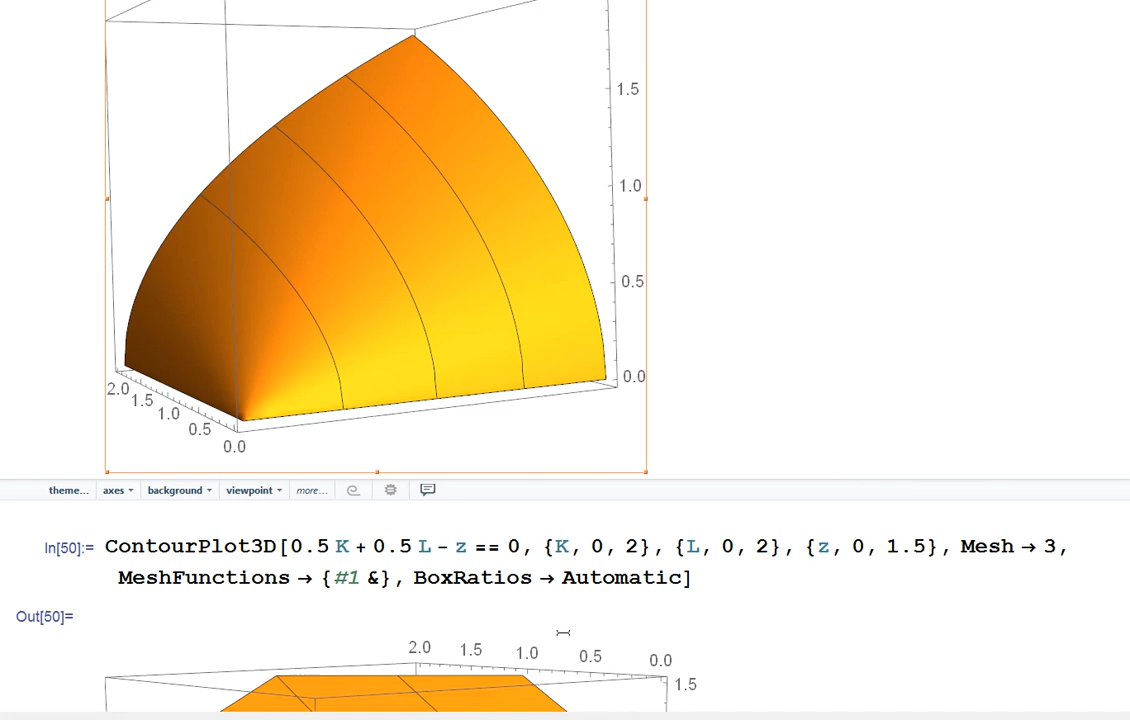 1.5
1.0
0.5
0.0
2.0
1.5
1.0
0.5
0.0
theme... axes background viewpoint more...
In[50]:= ContourPlot3D[0.5 K + 0.5 L - z == 0, {K, 0, 2}, {L, 0, 2}, {z, 0, 1.5}, Mesh → 3,
MeshFunctions → {#1 &}, BoxRatios → Automatic]
Out[50]=
2.0 1.5 1.0 0.5 0.0
1.5